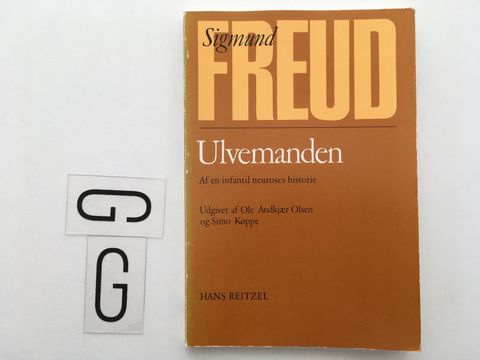 Sigmund
FREUD
Ulvemanden
Af en infantil neuroses historie
Udgivet af Ole Andkjær Olsen
og Simo Køppe
HANS REITZEL
G
G